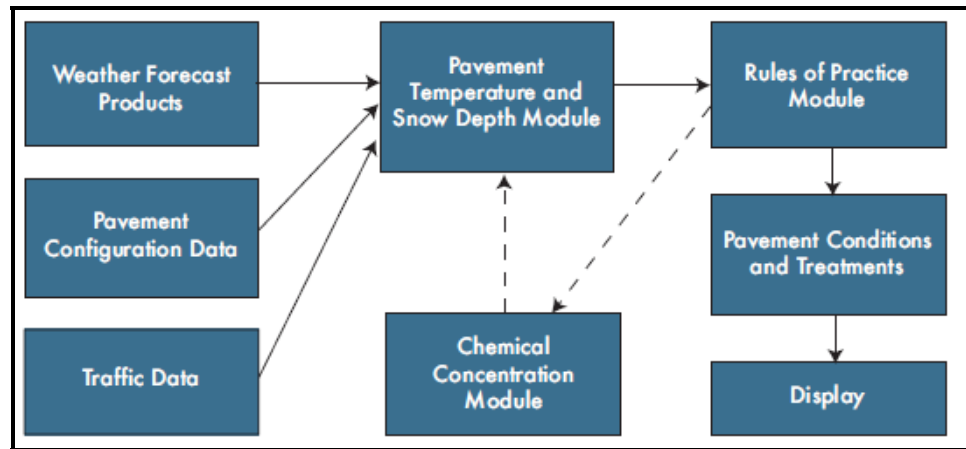 Weather Forecast
Products
Pavement
Temperature and
Snow Depth Module
Rules of Practice
Module
Pavement
Configuration Data
Pavement Conditions
and Treatments
Traffic Data
Chemical
Concentration
Module
Display